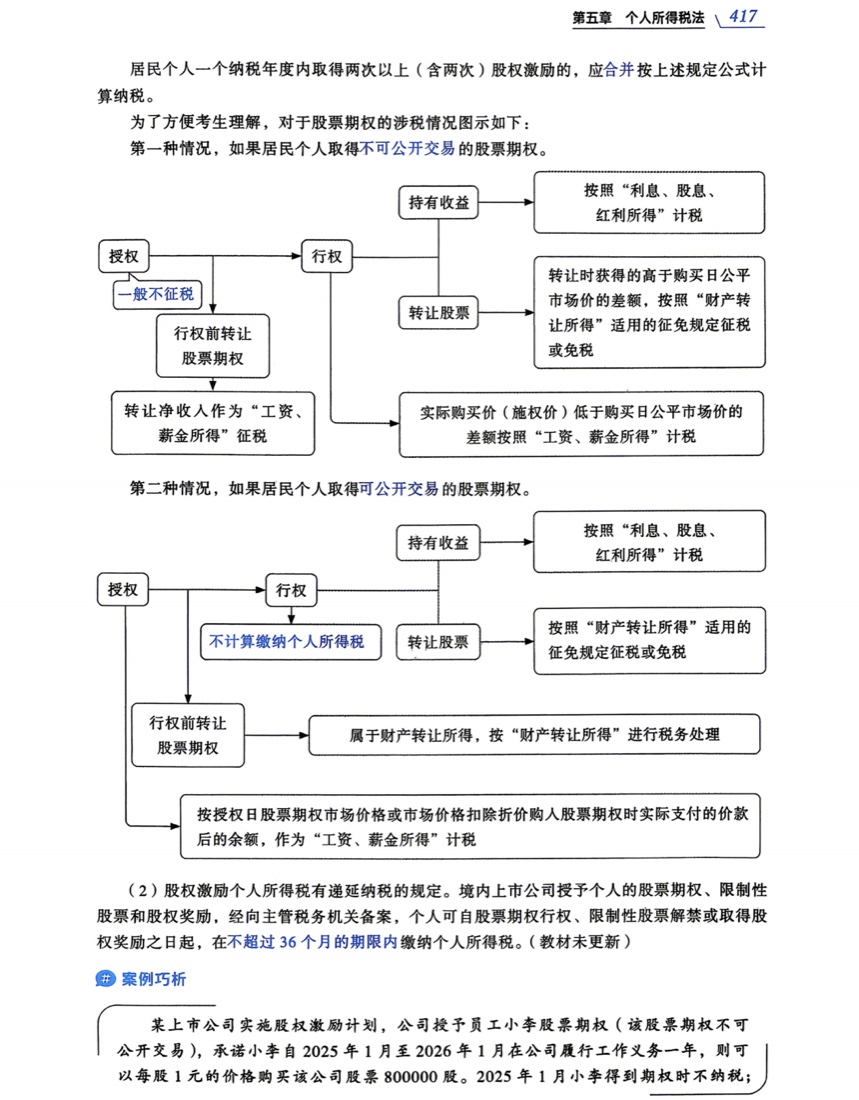 第五章 个人所得税法 417
居民个人一个纳税年度内取得两次以上（含两次）股权激励的，应合并按上述规定公式计
算纳税。
为了方便考生理解，对于股票期权的涉税情况图示如下：
第一种情况，如果居民个人取得不可公开交易的股票期权。
持有收益
按照“利息、股息、
红利所得”计税
授权
行权
一般不征税
转让股票
转让时获得的高于购买日公平
市场价的差额，按照“财产转
让所得”适用的征免规定征税
或免税
行权前转让
股票期权
转让净收人作为“工资、
薪金所得”征税
实际购买价（施权价）低于购买日公平市场价的
差额按照“工资、薪金所得”计税
第二种情况，如果居民个人取得可公开交易的股票期权。
持有收益
按照“利息、股息、
红利所得”计税
授权
行权
不计算缴纳个人所得税
转让股票
按照“财产转让所得”适用的
征免规定征税或免税
行权前转让
股票期权
属于财产转让所得，按“财产转让所得”进行税务处理
按授权日股票期权市场价格或市场价格扣除折价购人股票期权时实际支付的价款
后的余额，作为“工资、薪金所得”计税
（2）股权激励个人所得税有递延纳税的规定。境内上市公司授予个人的股票期权、限制性
股票和股权奖励，经向主管税务机关备案，个人可自股票期权行权、限制性股票解禁或取得股
权奖励之日起，在不超过 36 个月的期限内缴纳个人所得税。（教材未更新）
# 案例巧析
某上市公司实施股权激励计划，公司授予员工小李股票期权（该股票期权不可
公开交易），承诺小李自 2025 年 1 月至 2026 年 1 月在公司履行工作义务一年，则可
以每股 1 元的价格购买该公司股票 800000 股。2025 年 1 月小李得到期权时不纳税；